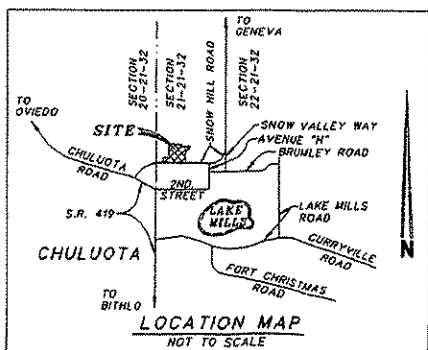 TO
GENEVA
SECTION
20-21-32
SECTION
21-21-32
SNOW HILL ROAD
SECTION
22-21-32
TO
OVIEDO
SITE
SNOW VALLEY WAY
AVENUE "H"
BRUMLEY ROAD
CHULUOTA
ROAD
2ND.
STREET
S.R. 419
LAKE
MILLS
LAKE MILLS
ROAD
CHULUOTA
CURRYVILLE
ROAD
N
FORT CHRISTMAS
ROAD
TO
BITHLO
LOCATION MAP
NOT TO SCALE